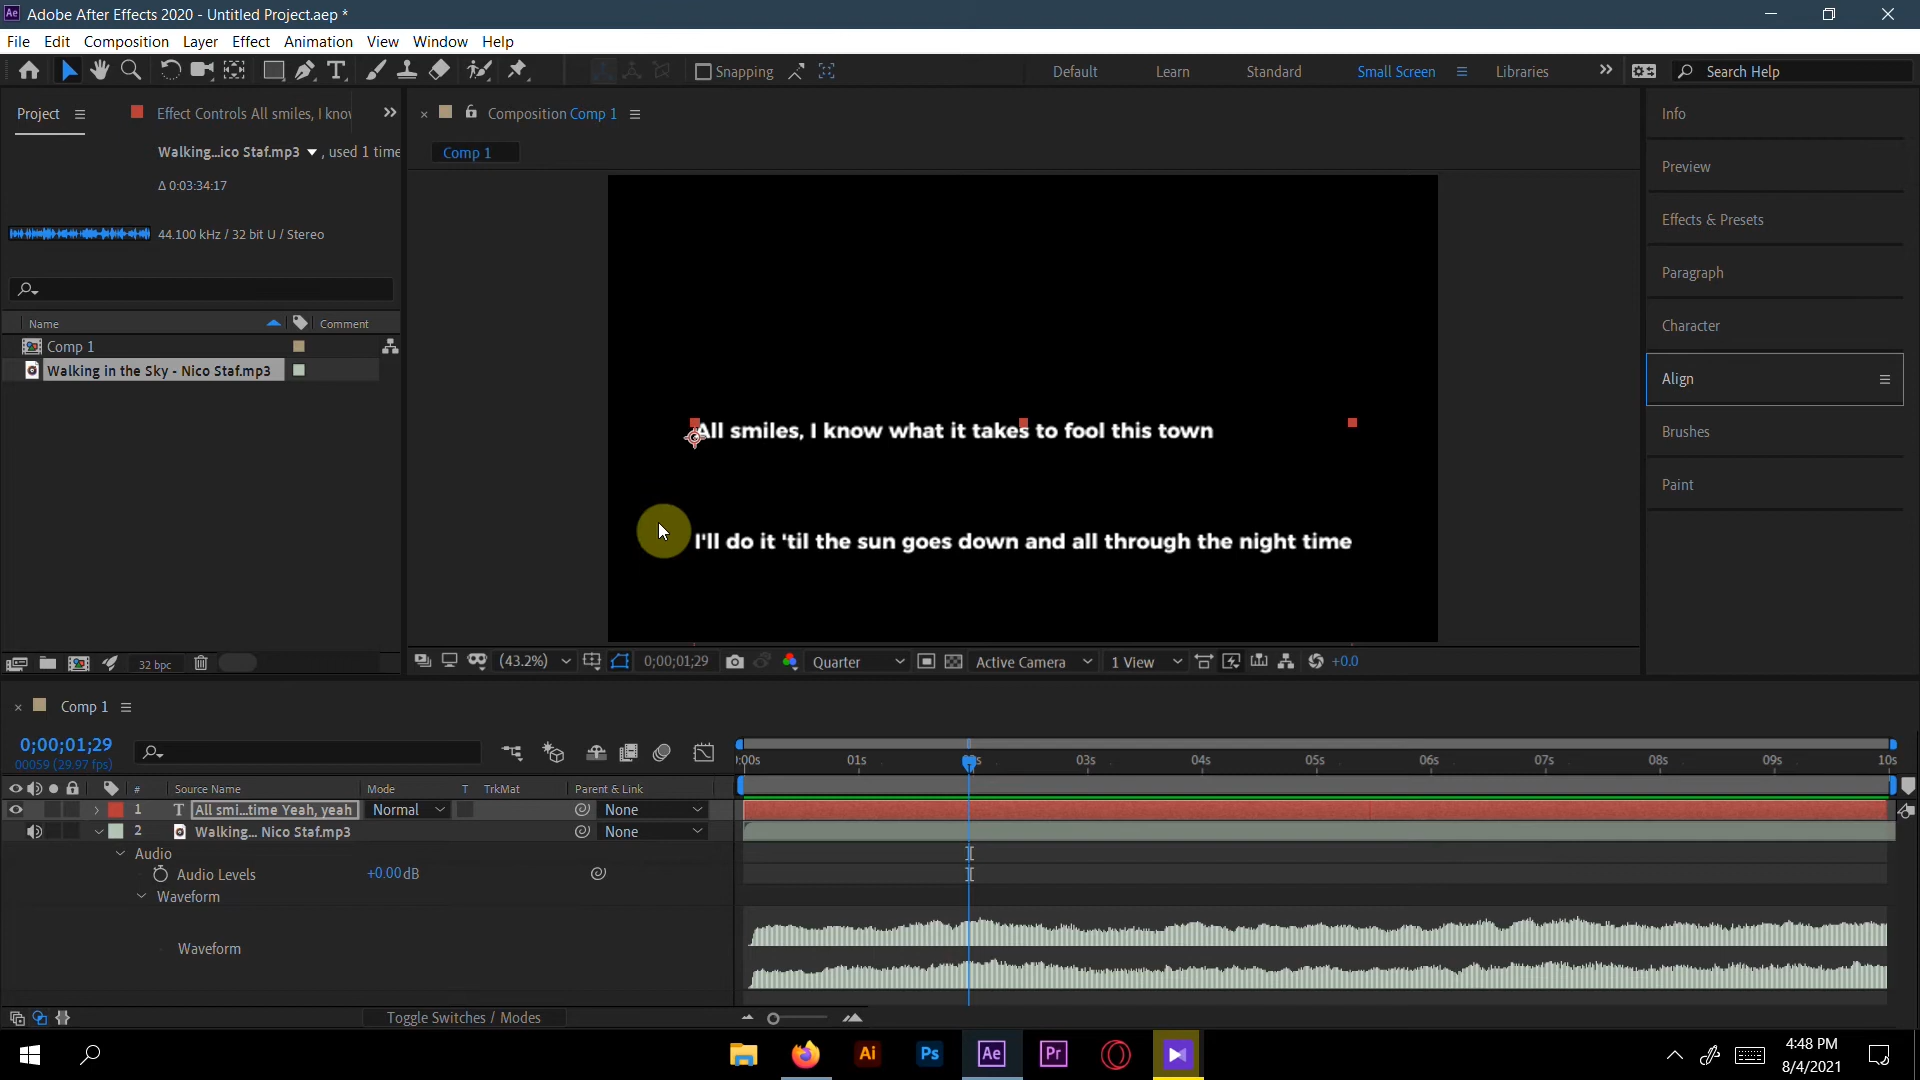 Ae Adobe After Effects 2020 - Untitled Project.aep *
File Edit Composition Layer Effect Animation View Window Help
Snapping Default Learn Standard Small Screen Libraries Search Help
Project Effect Controls All smiles, I know
Walking...ico Staf.mp3 , used 1 time
Δ 0:03:34:17
44.100 kHz / 32 bit U / Stereo
Name Comment
Comp 1
Walking in the Sky - Nico Staf.mp3
32 bpc
Composition Comp 1
Comp 1
All smiles, I know what it takes to fool this town
I'll do it 'til the sun goes down and all through the night time
(43.2%) 0;00;01;29 Quarter Active Camera 1 View +0.0
Info
Preview
Effects & Presets
Paragraph
Character
Align
Brushes
Paint
Comp 1
0;00;01;29
00059 (29.97 fps)
:00s 01s 03s 04s 05s 06s 07s 08s 09s 10s
# Source Name Mode T TrkMat Parent & Link
1 T All smi...time Yeah, yeah Normal None
2 Walking... Nico Staf.mp3 None
Audio
Audio Levels +0.00dB
Waveform
Waveform
Toggle Switches / Modes
Ai Ps Ae Pr
4:48 PM
8/4/2021